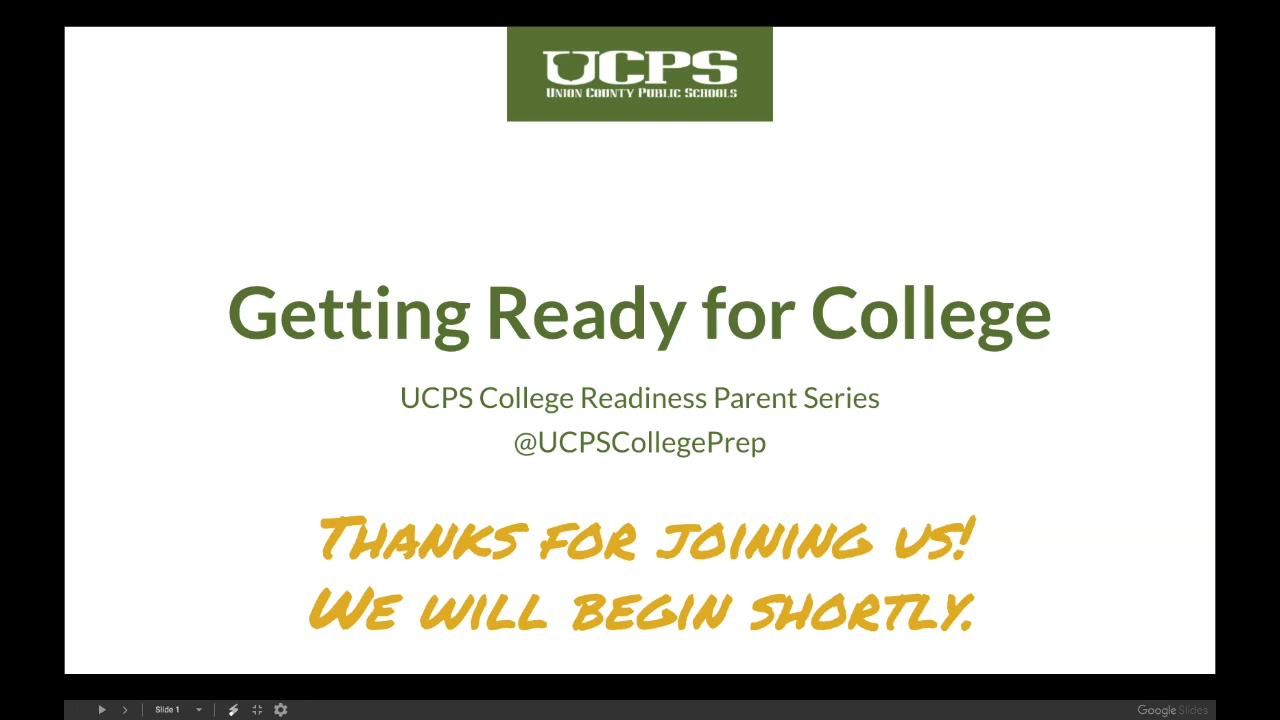 UCPS
Union County Public Schools
Getting Ready for College
UCPS College Readiness Parent Series
@UCPSCollegePrep
Thanks for joining us!
We will begin shortly.
Slide 1
Google Slides